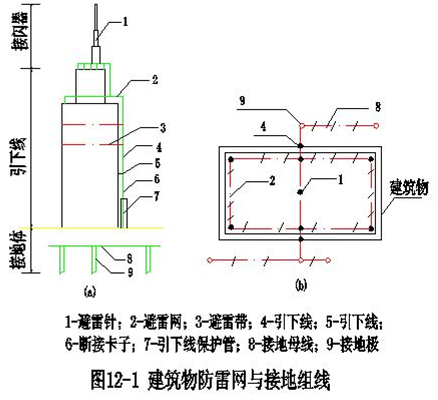 接闪器
引下线
接地体
1
2
3
4
5
6
7
8
9
(a)
9
8
4
2
1
建筑物
(b)
1-避雷针；2-避雷网；3-避雷带；4-引下线；5-引下线；
6-断接卡子；7-引下线保护管；8-接地母线；9-接地极
图12-1 建筑物防雷网与接地组线